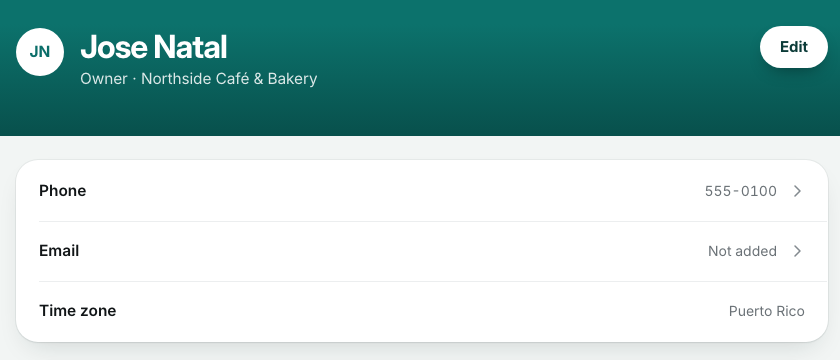 JN
Jose Natal
Owner · Northside Café & Bakery
Edit
Phone
555-0100
Email
Not added
Time zone
Puerto Rico